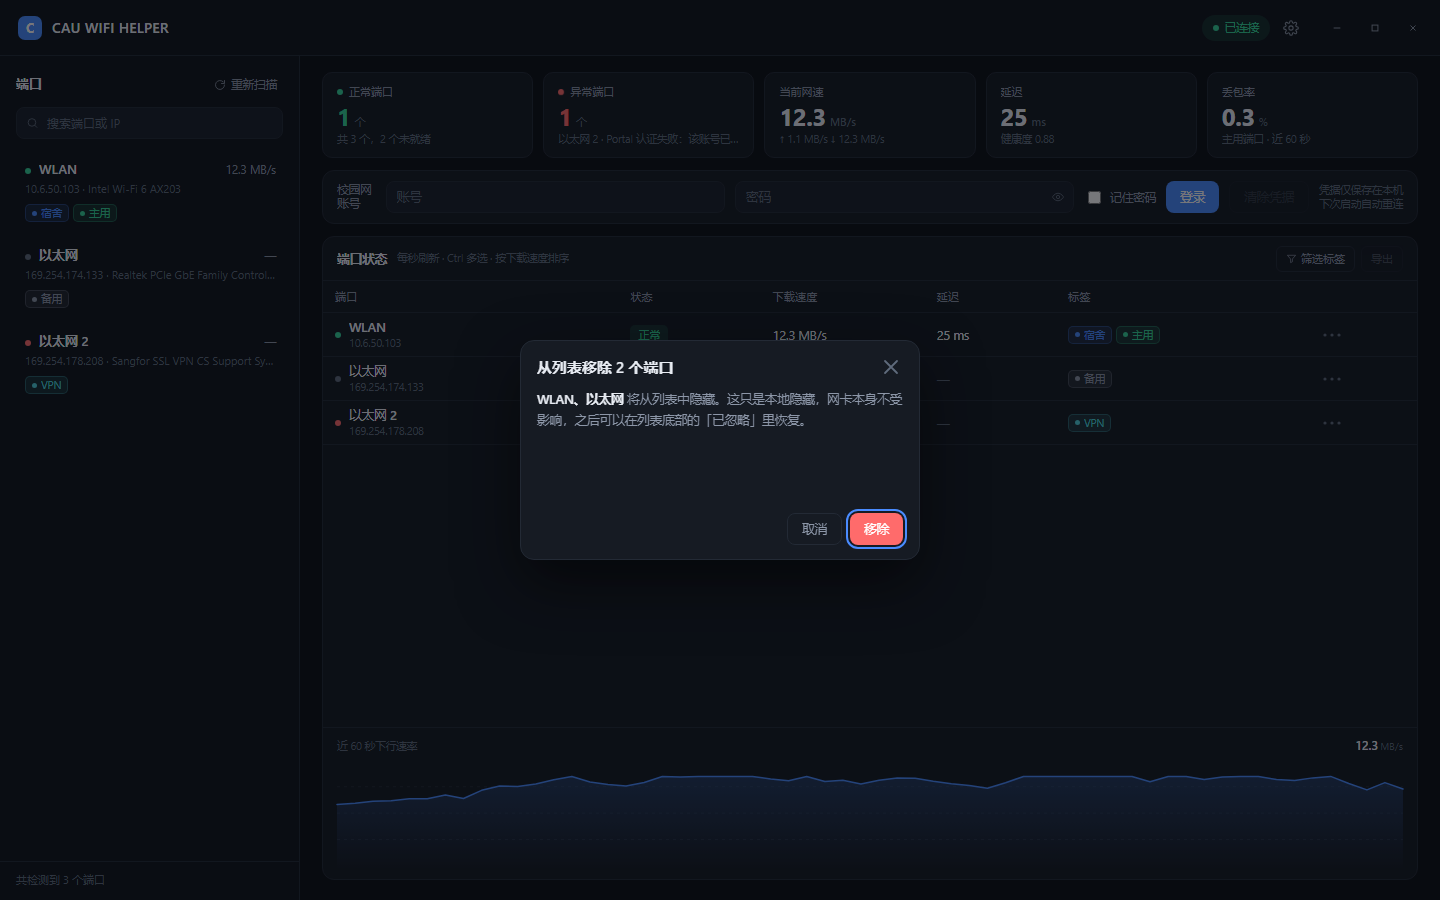 C CAU WIFI HELPER
已连接
端口
重新扫描
搜索端口或 IP
WLAN 12.3 MB/s
10.6.50.103 · Intel Wi-Fi 6 AX203
宿舍 主用
以太网 —
169.254.174.133 · Realtek PCIe GbE Family Control...
备用
以太网 2 —
169.254.178.208 · Sangfor SSL VPN CS Support Sy...
VPN
共检测到 3 个端口
正常端口
1 个
共 3 个，2 个未就绪
异常端口
1 个
以太网 2 · Portal 认证失败：该账号已...
当前网速
12.3 MB/s
↑ 1.1 MB/s ↓ 12.3 MB/s
延迟
25 ms
健康度 0.88
丢包率
0.3 %
主用端口 · 近 60 秒
校园网
账号
账号
密码
记住密码
登录
清除凭据
凭据仅保存在本机
下次启动自动重连
端口状态 每秒刷新 · Ctrl 多选 · 按下载速度排序
筛选标签 导出
端口 状态 下载速度 延迟 标签
WLAN
10.6.50.103
正常 12.3 MB/s 25 ms 宿舍 主用
以太网
169.254.174.133
— 备用
以太网 2
169.254.178.208
— VPN
从列表移除 2 个端口
WLAN、以太网 将从列表中隐藏。这只是本地隐藏，网卡本身不受
影响，之后可以在列表底部的「已忽略」里恢复。
取消 移除
近 60 秒下行速率 12.3 MB/s